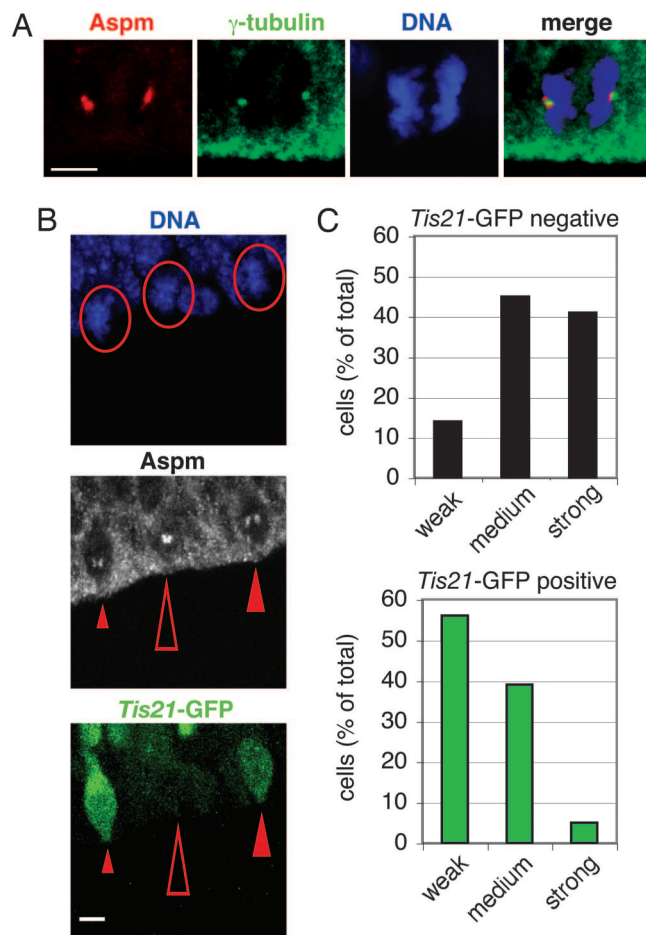 A
Aspm
γ-tubulin
DNA
merge
B
DNA
Aspm
Tis21-GFP
C
Tis21-GFP negative
cells (% of total)
60
50
40
30
20
10
0
weak
medium
strong
Tis21-GFP positive
cells (% of total)
60
50
40
30
20
10
0
weak
medium
strong